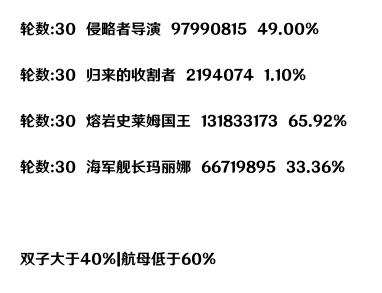 轮数:30 侵略者导演 97990815 49.00%
轮数:30 归来的收割者 2194074 1.10%
轮数:30 熔岩史莱姆国王 131833173 65.92%
轮数:30 海军舰长玛丽娜 66719895 33.36%
双子大于40%|航母低于60%